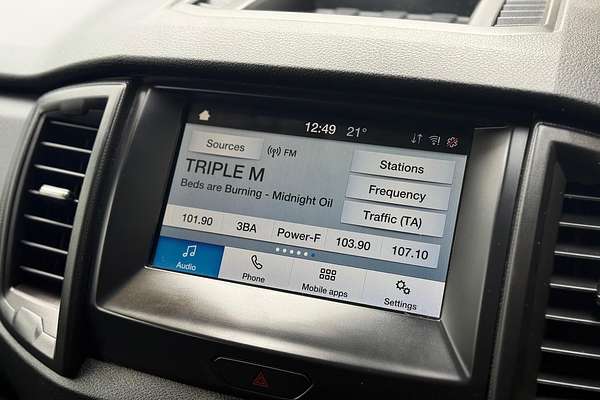 12:49 21°
Sources FM
TRIPLE M
Beds are Burning - Midnight Oil
Stations
Frequency
Traffic (TA)
101.90 3BA Power-F 103.90 107.10
Audio Phone Mobile apps Settings